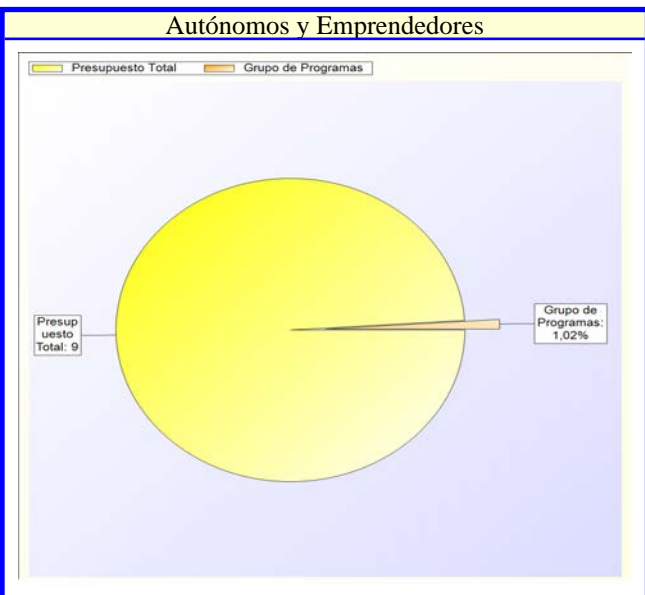 Autónomos y Emprendedores
Presupuesto Total Grupo de Programas
Presup
uesto
Total: 9
Grupo de
Programas:
1,02%